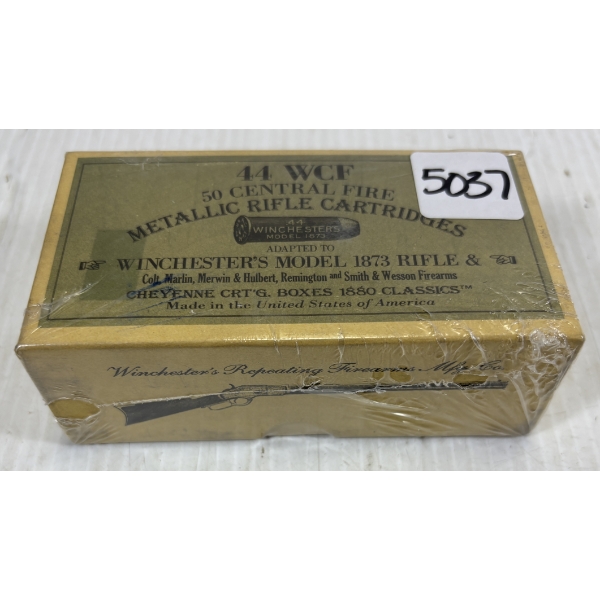 44 WCF
5037
50 CENTRAL FIRE
METALLIC RIFLE CARTRIDGES
44
WINCHESTERS
MODEL 1873
ADAPTED TO
WINCHESTER'S MODEL 1873 RIFLE &
Colt, Marlin, Merwin & Hulbert, Remington and Smith & Wesson Firearms
CHEYENNE CRT'G. BOXES 1880 CLASSICS™
Made in the United States of America
Winchester's Repeating Firearms. Mf'g Co.